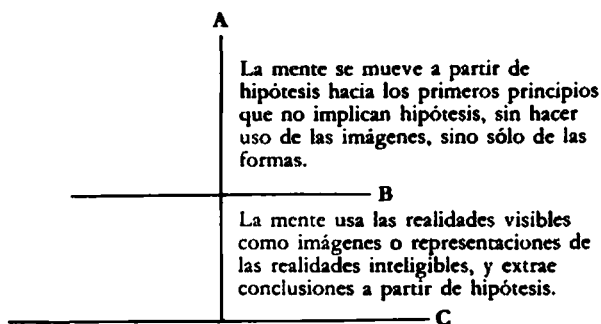 A
La mente se mueve a partir de
hipótesis hacia los primeros principios
que no implican hipótesis, sin hacer
uso de las imágenes, sino sólo de las
formas.
B
La mente usa las realidades visibles
como imágenes o representaciones de
las realidades inteligibles, y extrae
conclusiones a partir de hipótesis.
C